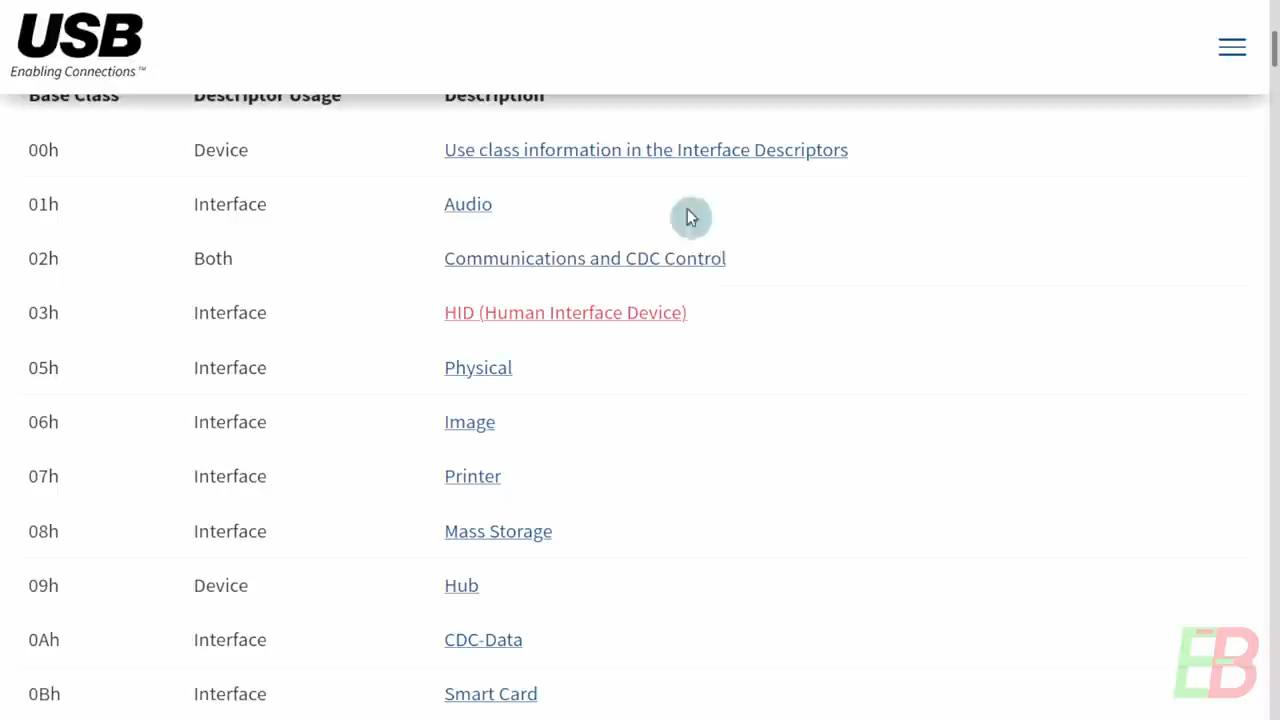 USB
Enabling Connections™
Base Class Descriptor Usage Description
00h Device Use class information in the Interface Descriptors
01h Interface Audio
02h Both Communications and CDC Control
03h Interface HID (Human Interface Device)
05h Interface Physical
06h Interface Image
07h Interface Printer
08h Interface Mass Storage
09h Device Hub
0Ah Interface CDC-Data
0Bh Interface Smart Card
EB